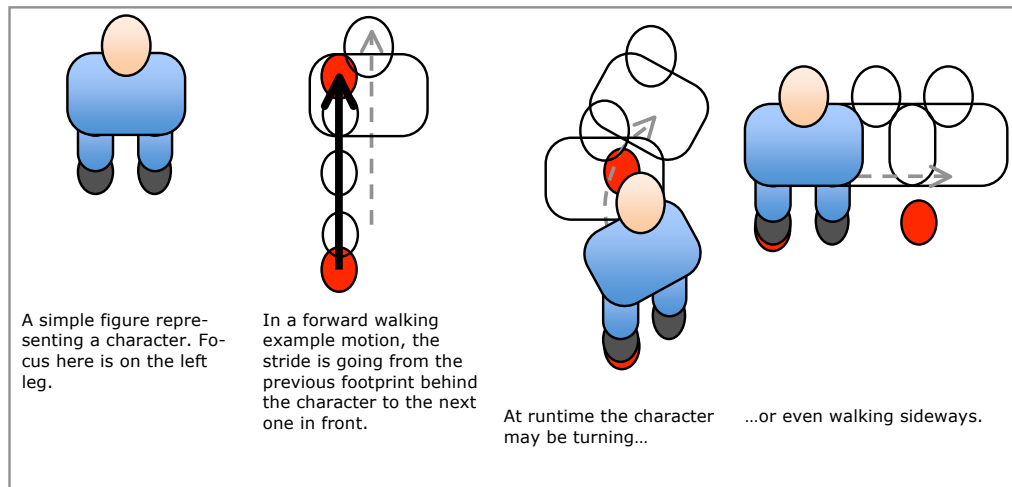 A simple figure repre-
senting a character. Fo-
cus here is on the left
leg.
In a forward walking
example motion, the
stride is going from the
previous footprint behind
the character to the next
one in front.
At runtime the character
may be turning…
…or even walking sideways.